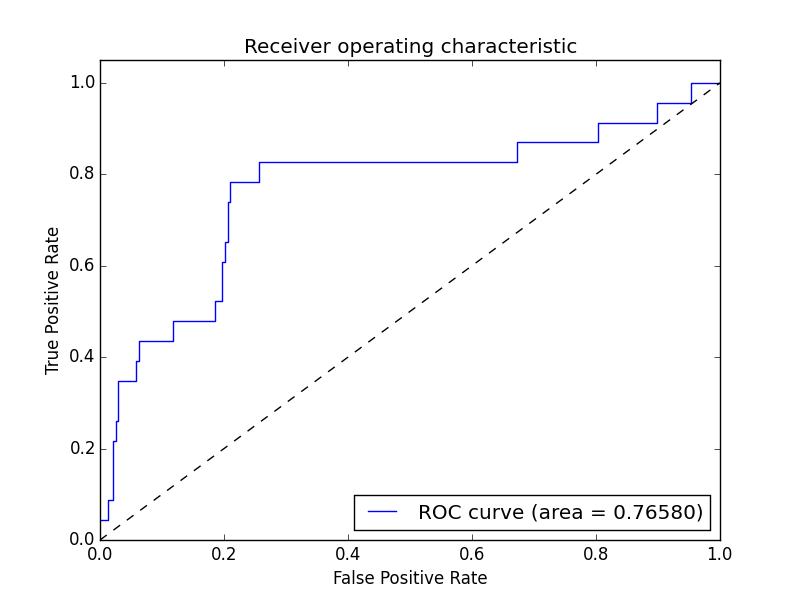 Receiver operating characteristic
True Positive Rate
1.0
0.8
0.6
0.4
0.2
0.0
ROC curve (area = 0.76580)
0.0 0.2 0.4 0.6 0.8 1.0
False Positive Rate